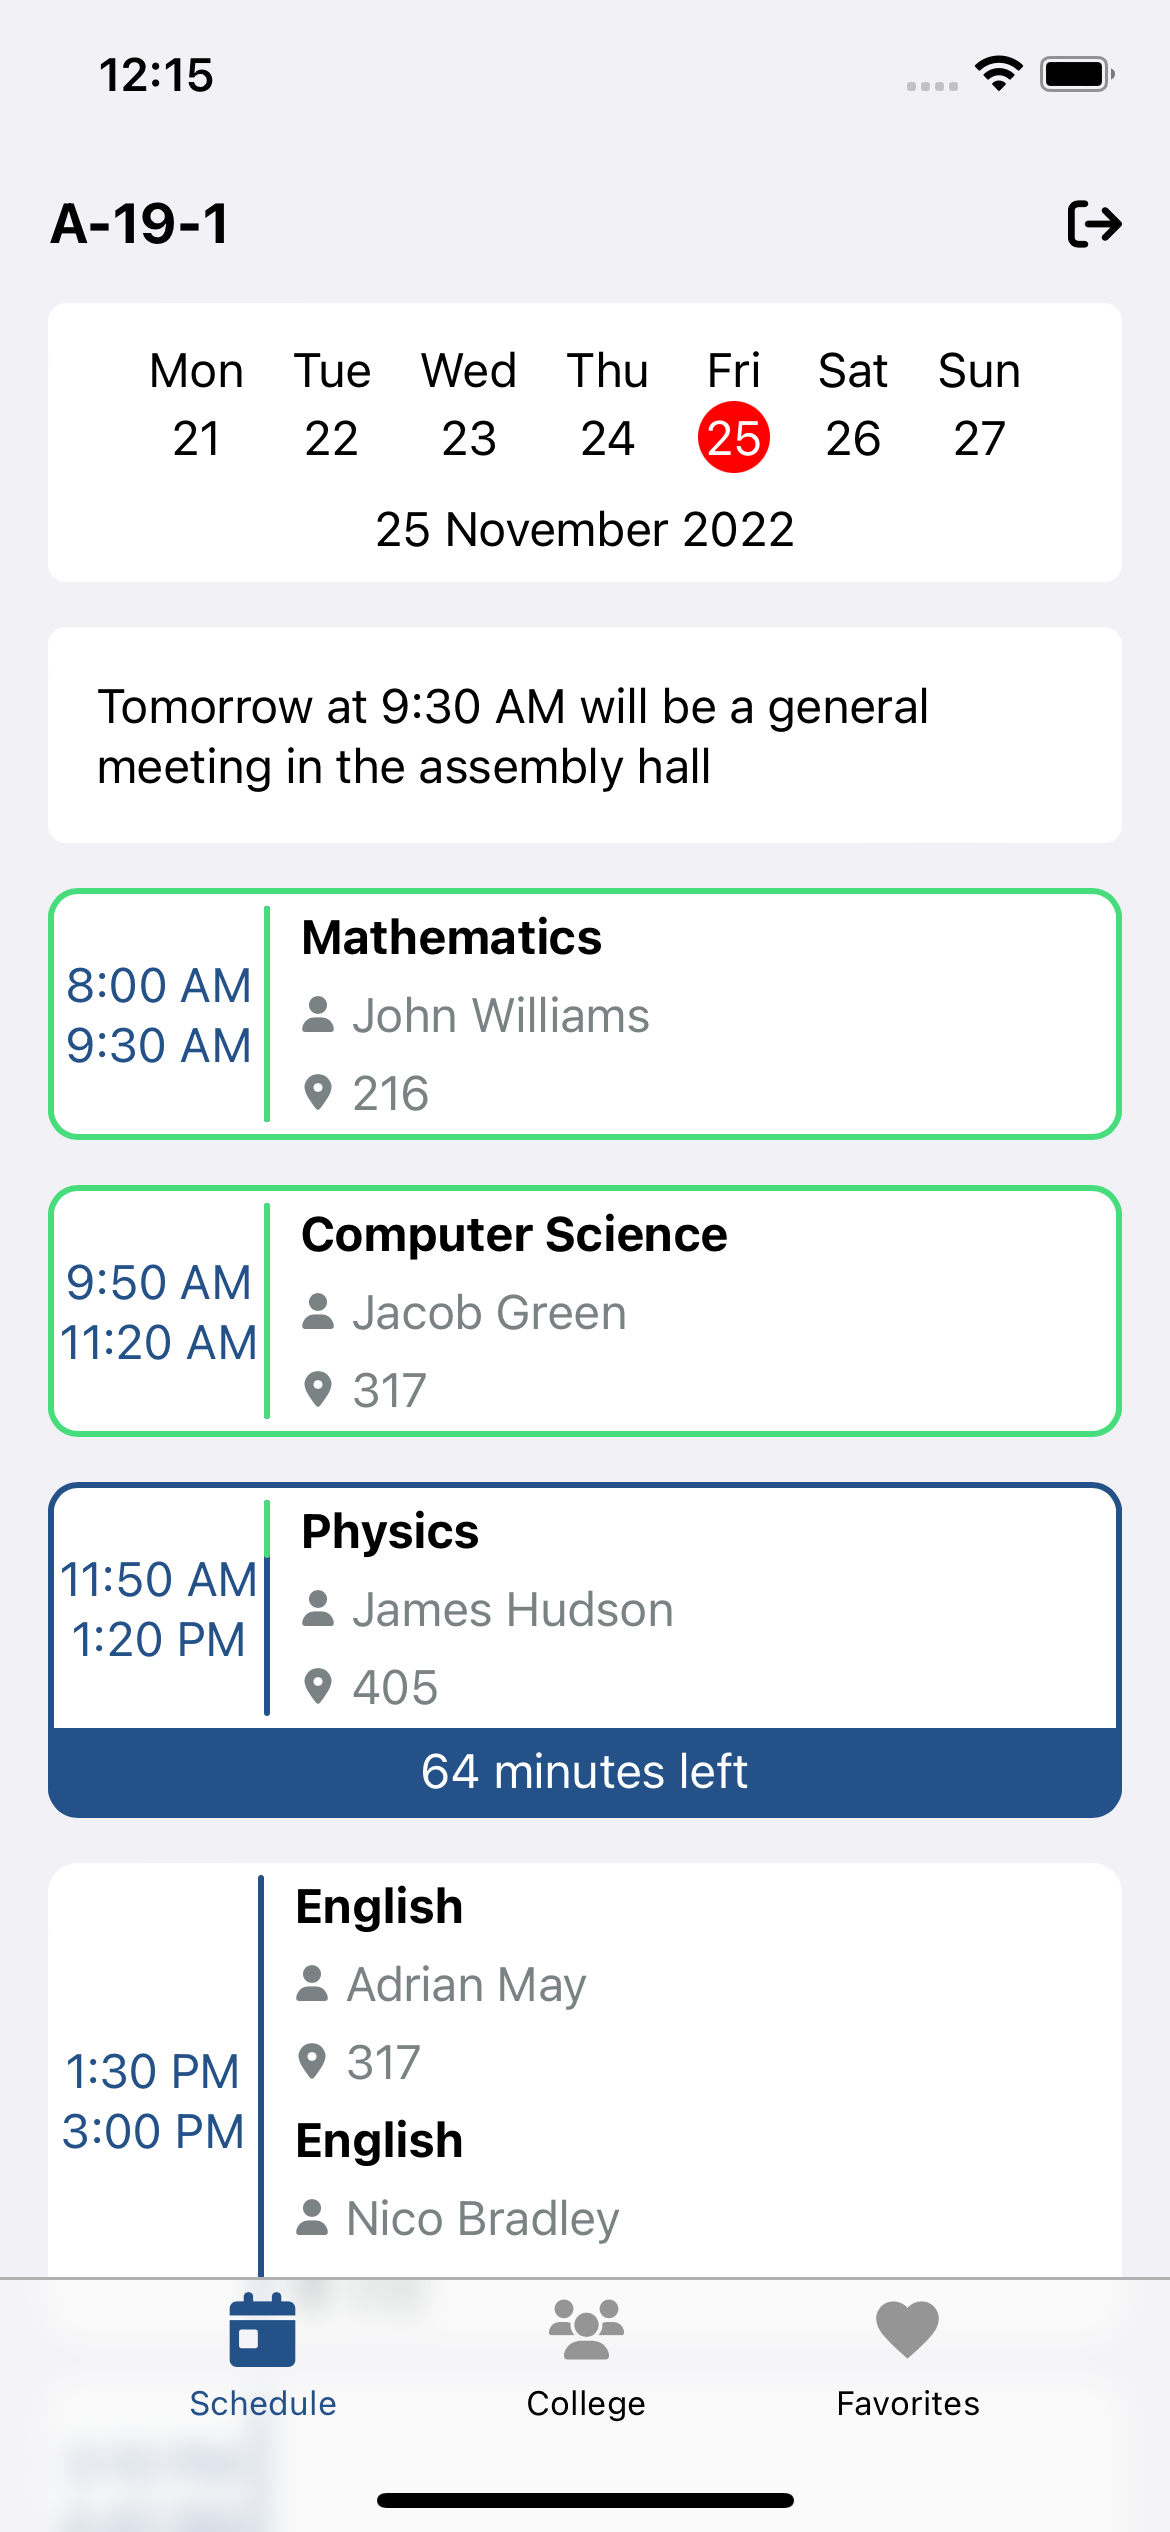 12:15
A-19-1
Mon Tue Wed Thu Fri Sat Sun
21 22 23 24 25 26 27
25 November 2022
Tomorrow at 9:30 AM will be a general
meeting in the assembly hall
8:00 AM
9:30 AM
Mathematics
John Williams
216
9:50 AM
11:20 AM
Computer Science
Jacob Green
317
11:50 AM
1:20 PM
Physics
James Hudson
405
64 minutes left
1:30 PM
3:00 PM
English
Adrian May
317
English
Nico Bradley
Schedule
College
Favorites